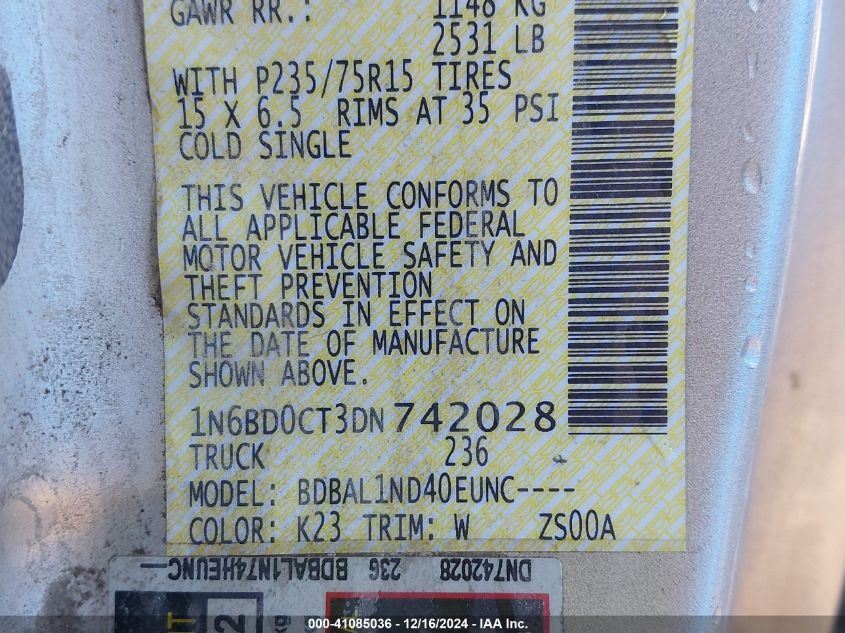 GAWR RR.: 1148 KG
2531 LB
WITH P235/75R15 TIRES
15 X 6.5 RIMS AT 35 PSI
COLD SINGLE
THIS VEHICLE CONFORMS TO
ALL APPLICABLE FEDERAL
MOTOR VEHICLE SAFETY AND
THEFT PREVENTION
STANDARDS IN EFFECT ON
THE DATE OF MANUFACTURE
SHOWN ABOVE.
1N6BD0CT3DN742028
TRUCK 236
MODEL: BDBAL1ND40EUNC----
COLOR: K23 TRIM: W ZS00A
DN742028 236 BDBAL1N74HEUNC—
2
000-41085036 - 12/16/2024 - IAA Inc.